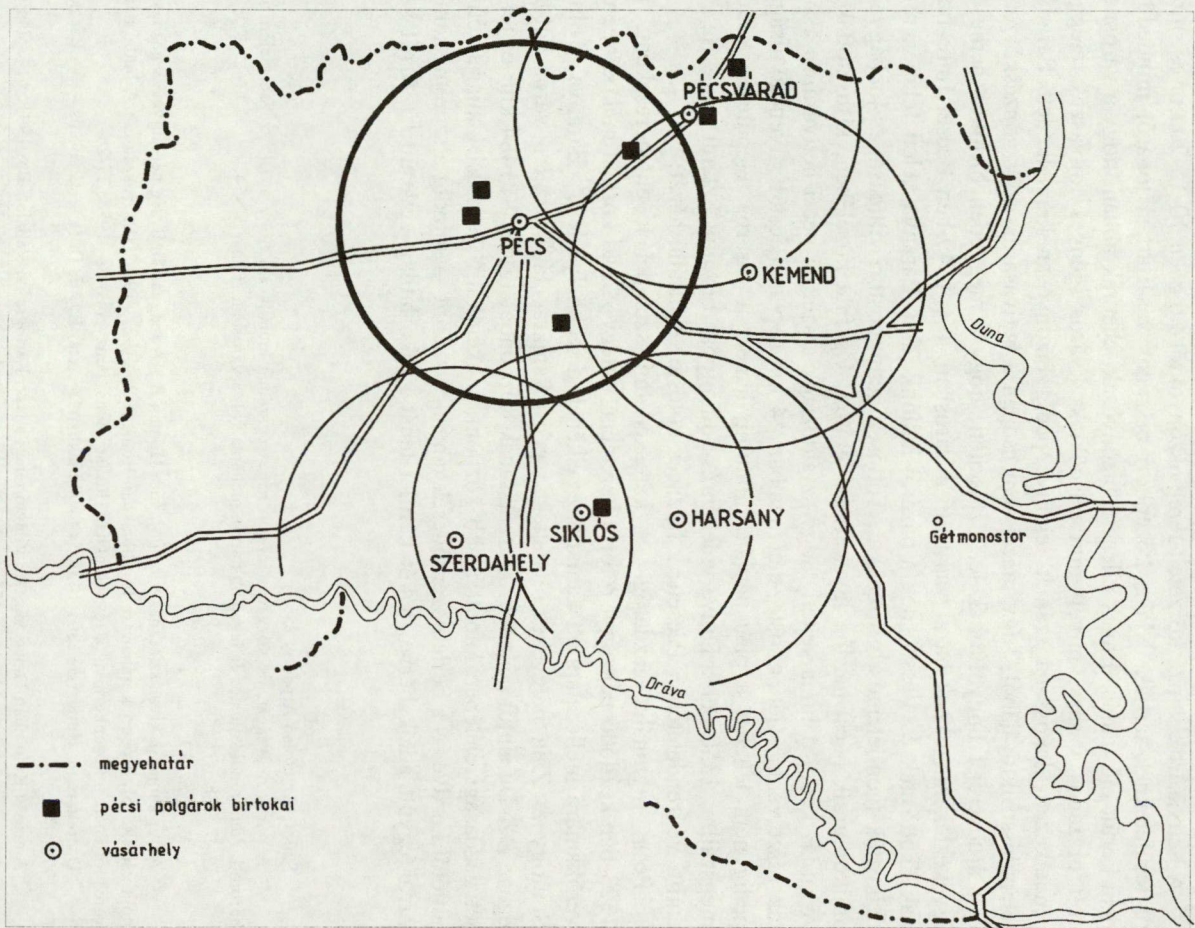 PÉCSVÁRAD
PÉCS
KÉMÉND
Duna
SIKLÓS
HARSÁNY
SZERDAHELY
Gétmonostor
Dráva
megyehatár
pécsi polgárok birtokai
vásárhely